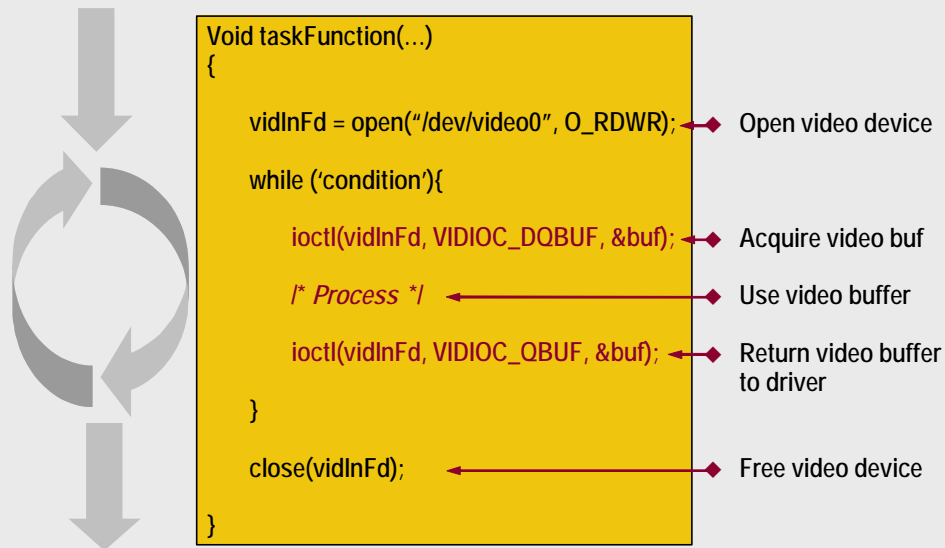 Void taskFunction(…)
{
vidInFd = open(“/dev/video0”, O_RDWR);
Open video device
while (‘condition’){
ioctl(vidInFd, VIDIOC_DQBUF, &buf);
Acquire video buf
/* Process */
Use video buffer
ioctl(vidInFd, VIDIOC_QBUF, &buf);
Return video buffer
to driver
}
close(vidInFd);
Free video device
}